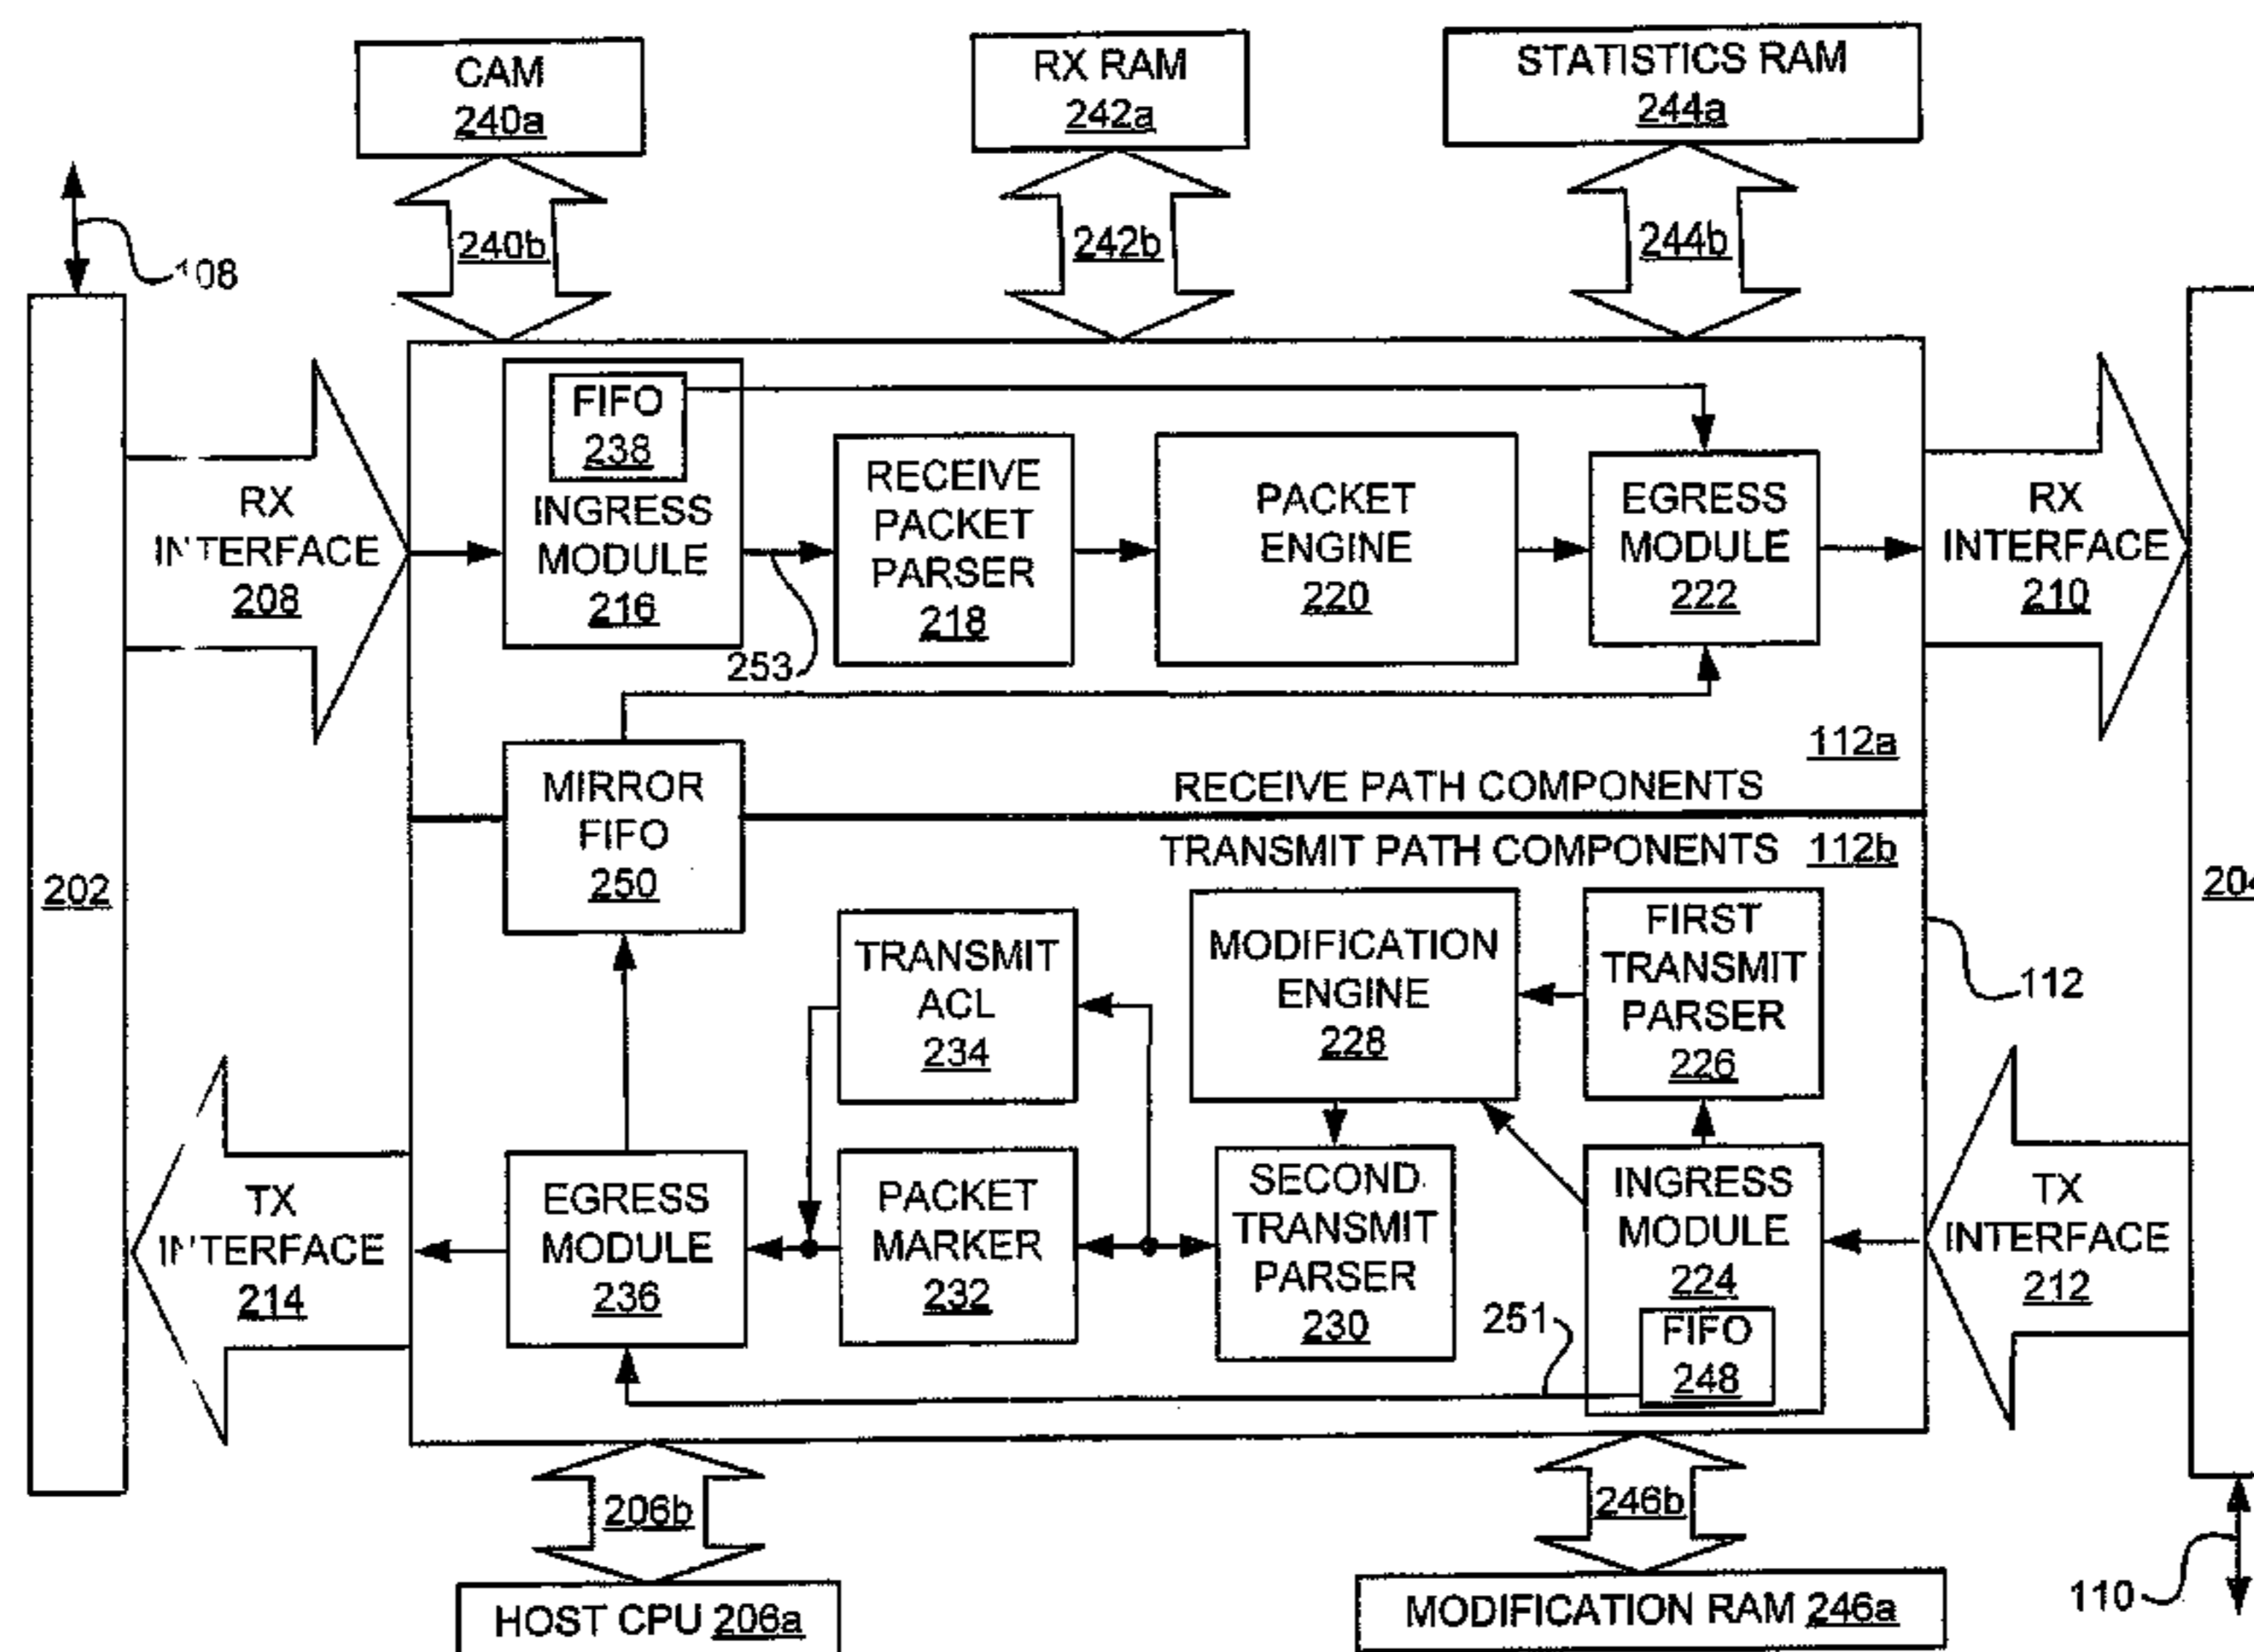 CAM
240a
RX RAM
242a
STATISTICS RAM
244a
108
240b
242b
244b
FIFO
238
INGRESS
MODULE
216
RECEIVE
PACKET
PARSER
218
PACKET
ENGINE
220
EGRESS
MODULE
222
RX
INTERFACE
208
RX
INTERFACE
210
253
112a
RECEIVE PATH COMPONENTS
MIRROR
FIFO
250
TRANSMIT PATH COMPONENTS 112b
202
204
TRANSMIT
ACL
234
MODIFICATION
ENGINE
228
FIRST
TRANSMIT
PARSER
226
112
TX
INTERFACE
214
EGRESS
MODULE
236
PACKET
MARKER
232
SECOND
TRANSMIT
PARSER
230
INGRESS
MODULE
224
FIFO
248
TX
INTERFACE
212
251
206b
246b
HOST CPU 206a
MODIFICATION RAM 246a
110